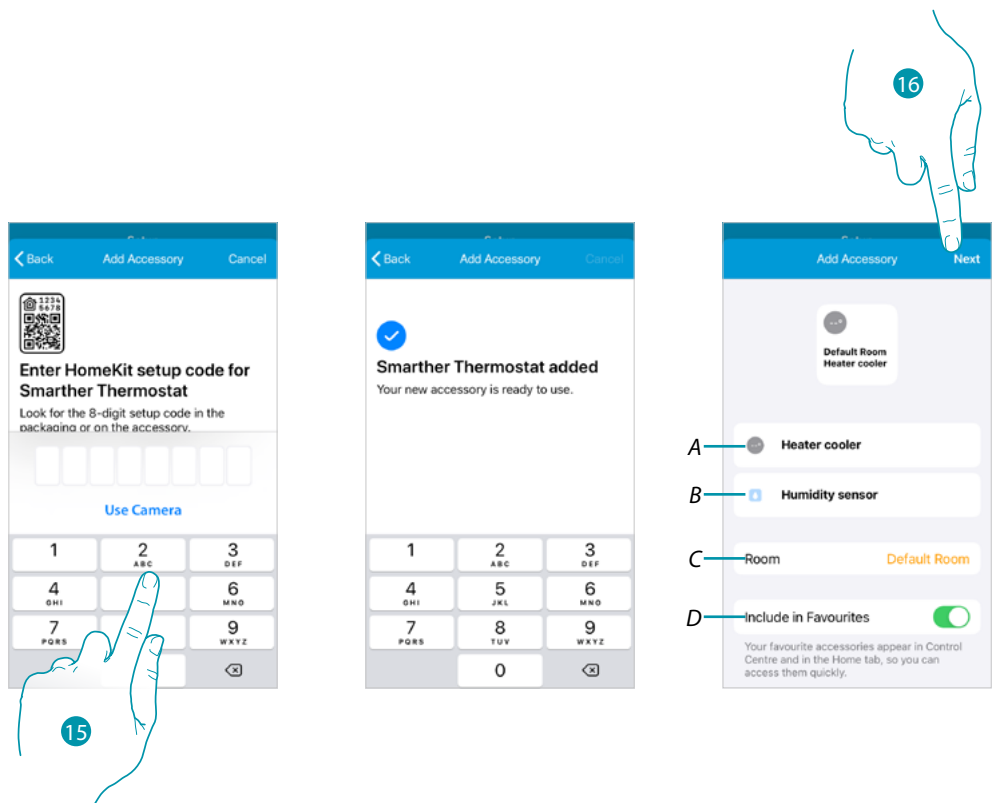 16
Back Add Accessory Cancel
1234
5678
Enter HomeKit setup code for
Smarther Thermostat
Look for the 8-digit setup code in the
packaging or on the accessory.
Use Camera
1 2 3
ABC DEF
4 6
GHI MNO
7 9
PQRS WXYZ
15
Back Add Accessory Cancel
Smarther Thermostat added
Your new accessory is ready to use.
1 2 3
ABC DEF
4 5 6
GHI JKL MNO
7 8 9
PQRS TUV WXYZ
0
Add Accessory Next
Default Room
Heater cooler
A Heater cooler
B Humidity sensor
C Room Default Room
D Include in Favourites
Your favourite accessories appear in Control
Centre and in the Home tab, so you can
access them quickly.